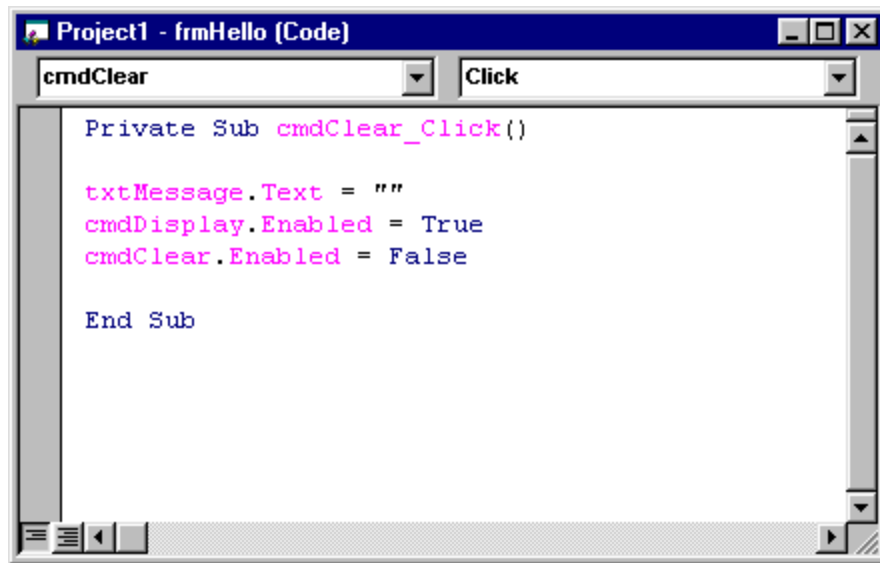 Project1 - frmHello (Code)
cmdClear Click
Private Sub cmdClear_Click()
txtMessage.Text = ""
cmdDisplay.Enabled = True
cmdClear.Enabled = False
End Sub